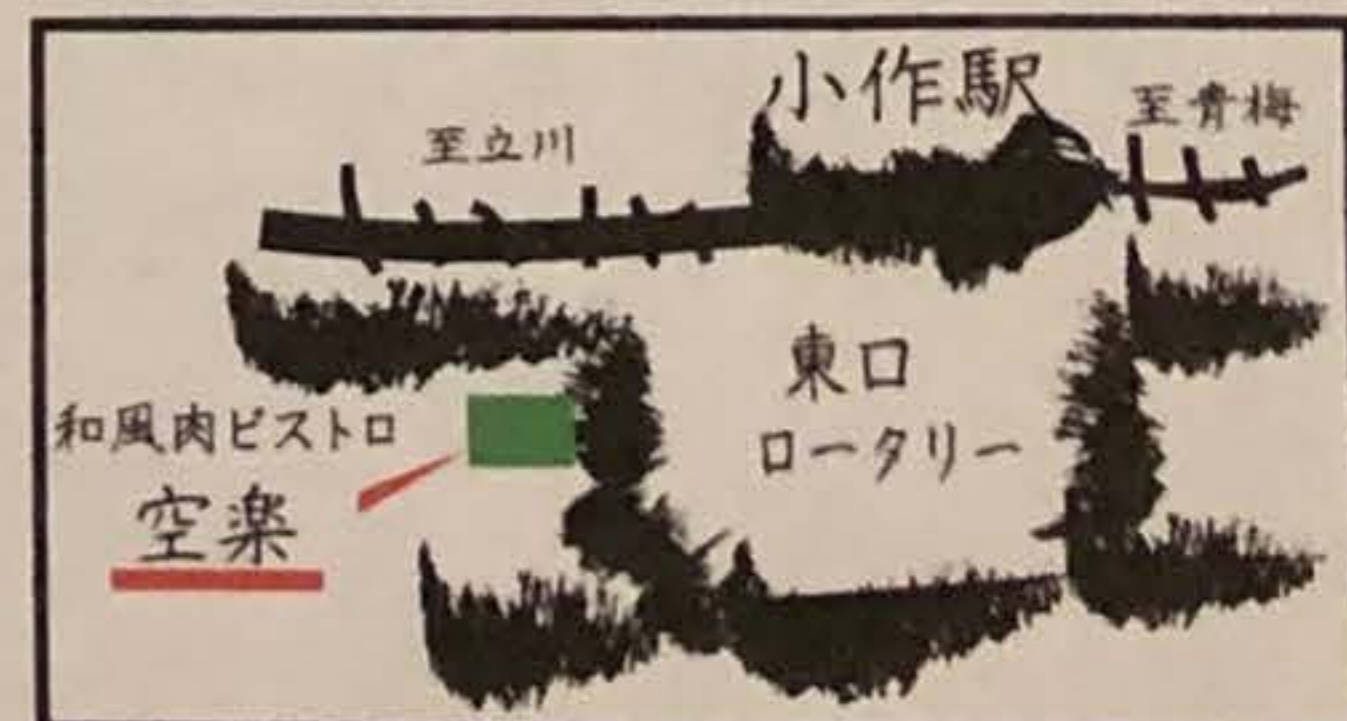 小作駅
至青梅
至立川
東口
ロータリー
和風肉ビストロ
空楽